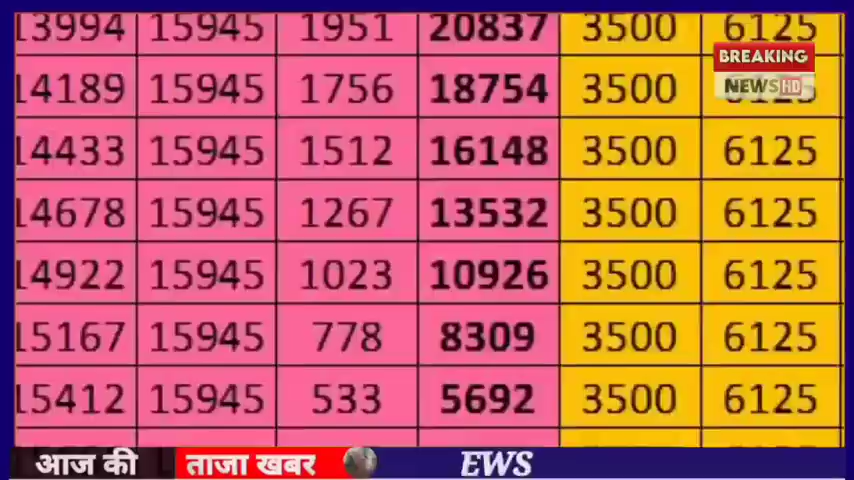 13994 15945 1951 20837 3500 6125
BREAKING
NEWS HD
14189 15945 1756 18754 3500 6125
14433 15945 1512 16148 3500 6125
14678 15945 1267 13532 3500 6125
14922 15945 1023 10926 3500 6125
15167 15945 778 8309 3500 6125
15412 15945 533 5692 3500 6125
आज की ताजा खबर EWS